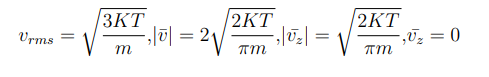 $v_{rms} = \sqrt{\frac{3KT}{m}}, |\bar{v}| = 2\sqrt{\frac{2KT}{\pi m}}, |\bar{v_z}| = \sqrt{\frac{2KT}{\pi m}}, \bar{v_z} = 0$